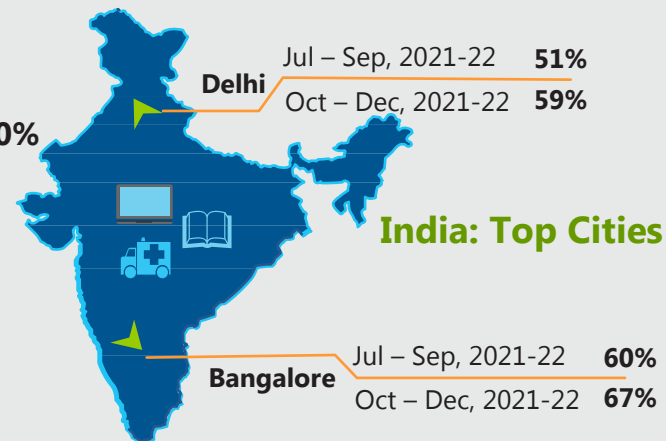 Jul – Sep, 2021-22 51%
Delhi
Oct – Dec, 2021-22 59%
0%
India: Top Cities
Jul – Sep, 2021-22 60%
Bangalore
Oct – Dec, 2021-22 67%